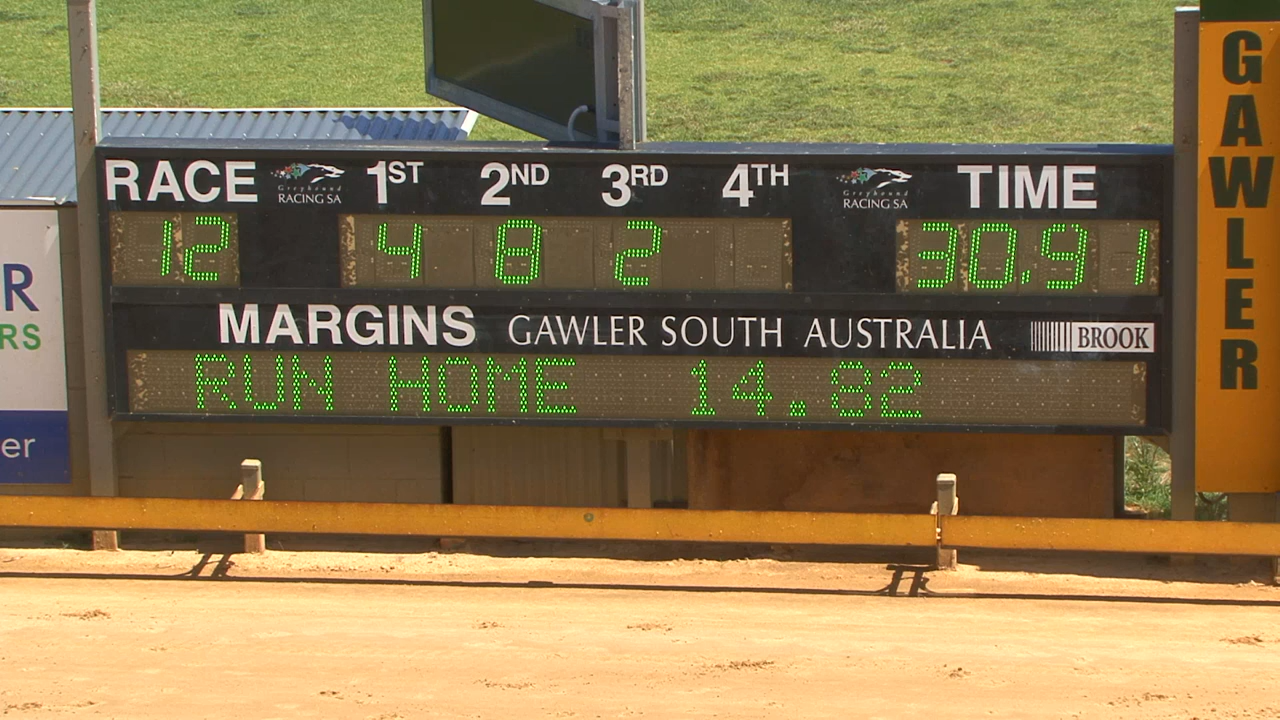 RACE Greyhound RACING SA 1ST 2ND 3RD 4TH Greyhound RACING SA TIME
12 4 8 2 30.91
MARGINS GAWLER SOUTH AUSTRALIA BROOK
RUN HOME 14.82
GAWLER
R
RS
er